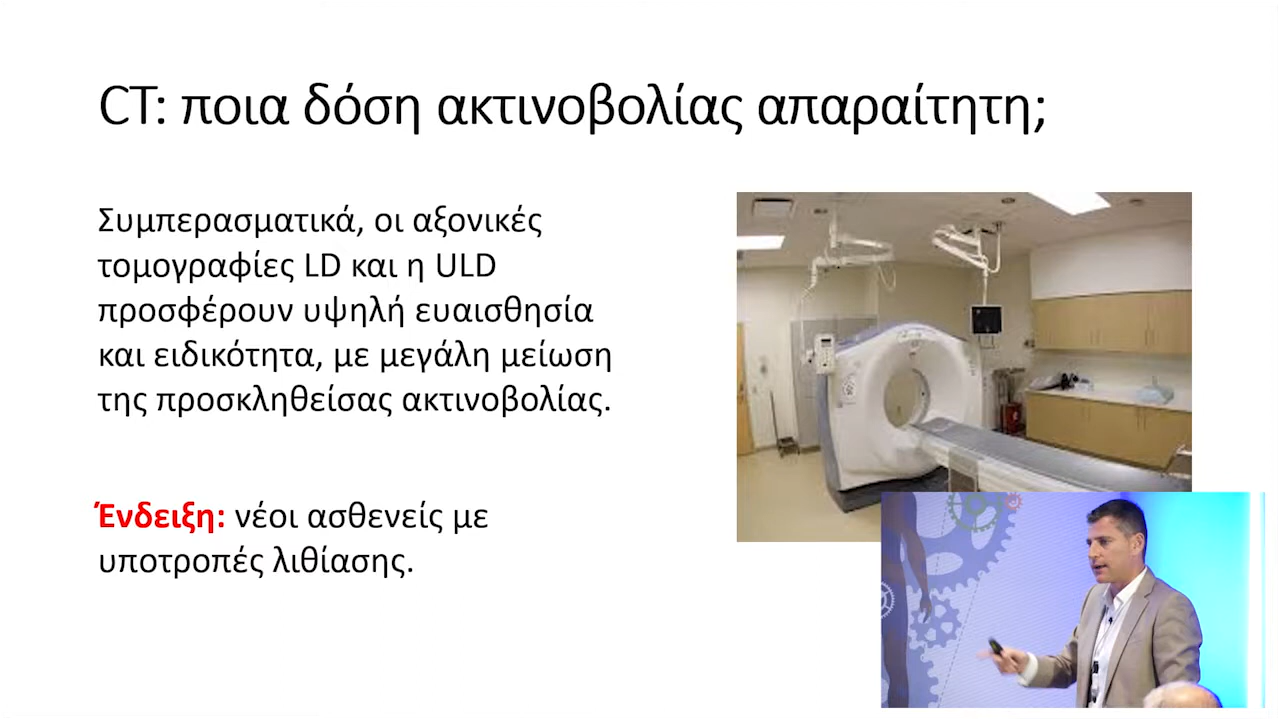 CT: ποια δόση ακτινοβολίας απαραίτητη;
Συμπερασματικά, οι αξονικές
τομογραφίες LD και η ULD
προσφέρουν υψηλή ευαισθησία
και ειδικότητα, με μεγάλη μείωση
της προσκληθείσας ακτινοβολίας.
Ένδειξη: νέοι ασθενείς με
υποτροπές λιθίασης.